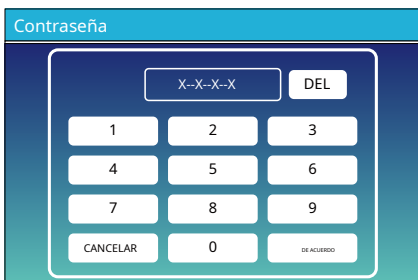 Contraseña
X--X--X--X DEL
1 2 3
4 5 6
7 8 9
CANCELAR 0 DE ACUERDO